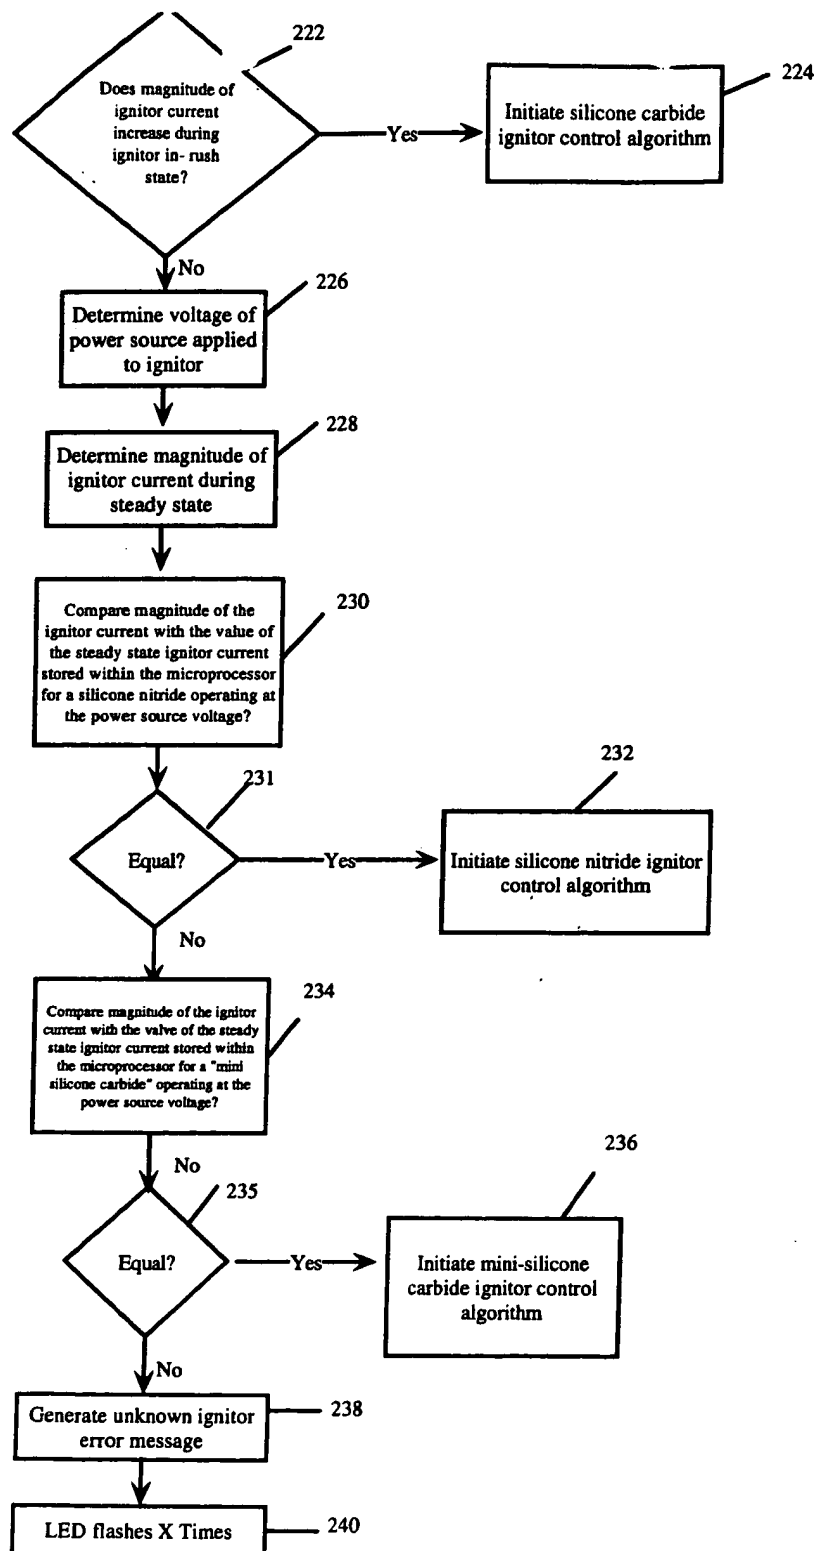 222
Does magnitude of
ignitor current
increase during
ignitor in- rush
state?
Yes
224
Initiate silicone carbide
ignitor control algorithm
No
226
Determine voltage of
power source applied
to ignitor
228
Determine magnitude of
ignitor current during
steady state
230
Compare magnitude of the
ignitor current with the value of
the steady state ignitor current
stored within the microprocessor
for a silicone nitride operating at
the power source voltage?
231
Equal?
Yes
232
Initiate silicone nitride ignitor
control algorithm
No
234
Compare magnitude of the ignitor
current with the valve of the steady
state ignitor current stored within
the microprocessor for a "mini
silicone carbide" operating at the
power source voltage?
No
235
Equal?
Yes
236
Initiate mini-silicone
carbide ignitor control
algorithm
No
Generate unknown ignitor
error message
238
LED flashes X Times
240